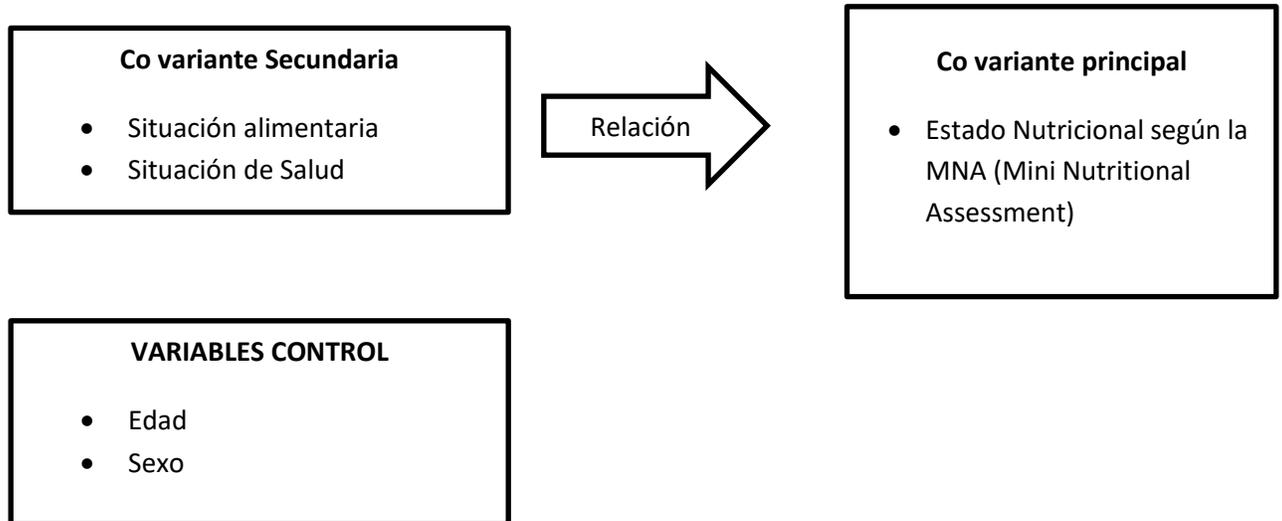 Co variante Secundaria
• Situación alimentaria
• Situación de Salud
Relación
Co variante principal
• Estado Nutricional según la
MNA (Mini Nutritional
Assessment)
VARIABLES CONTROL
• Edad
• Sexo